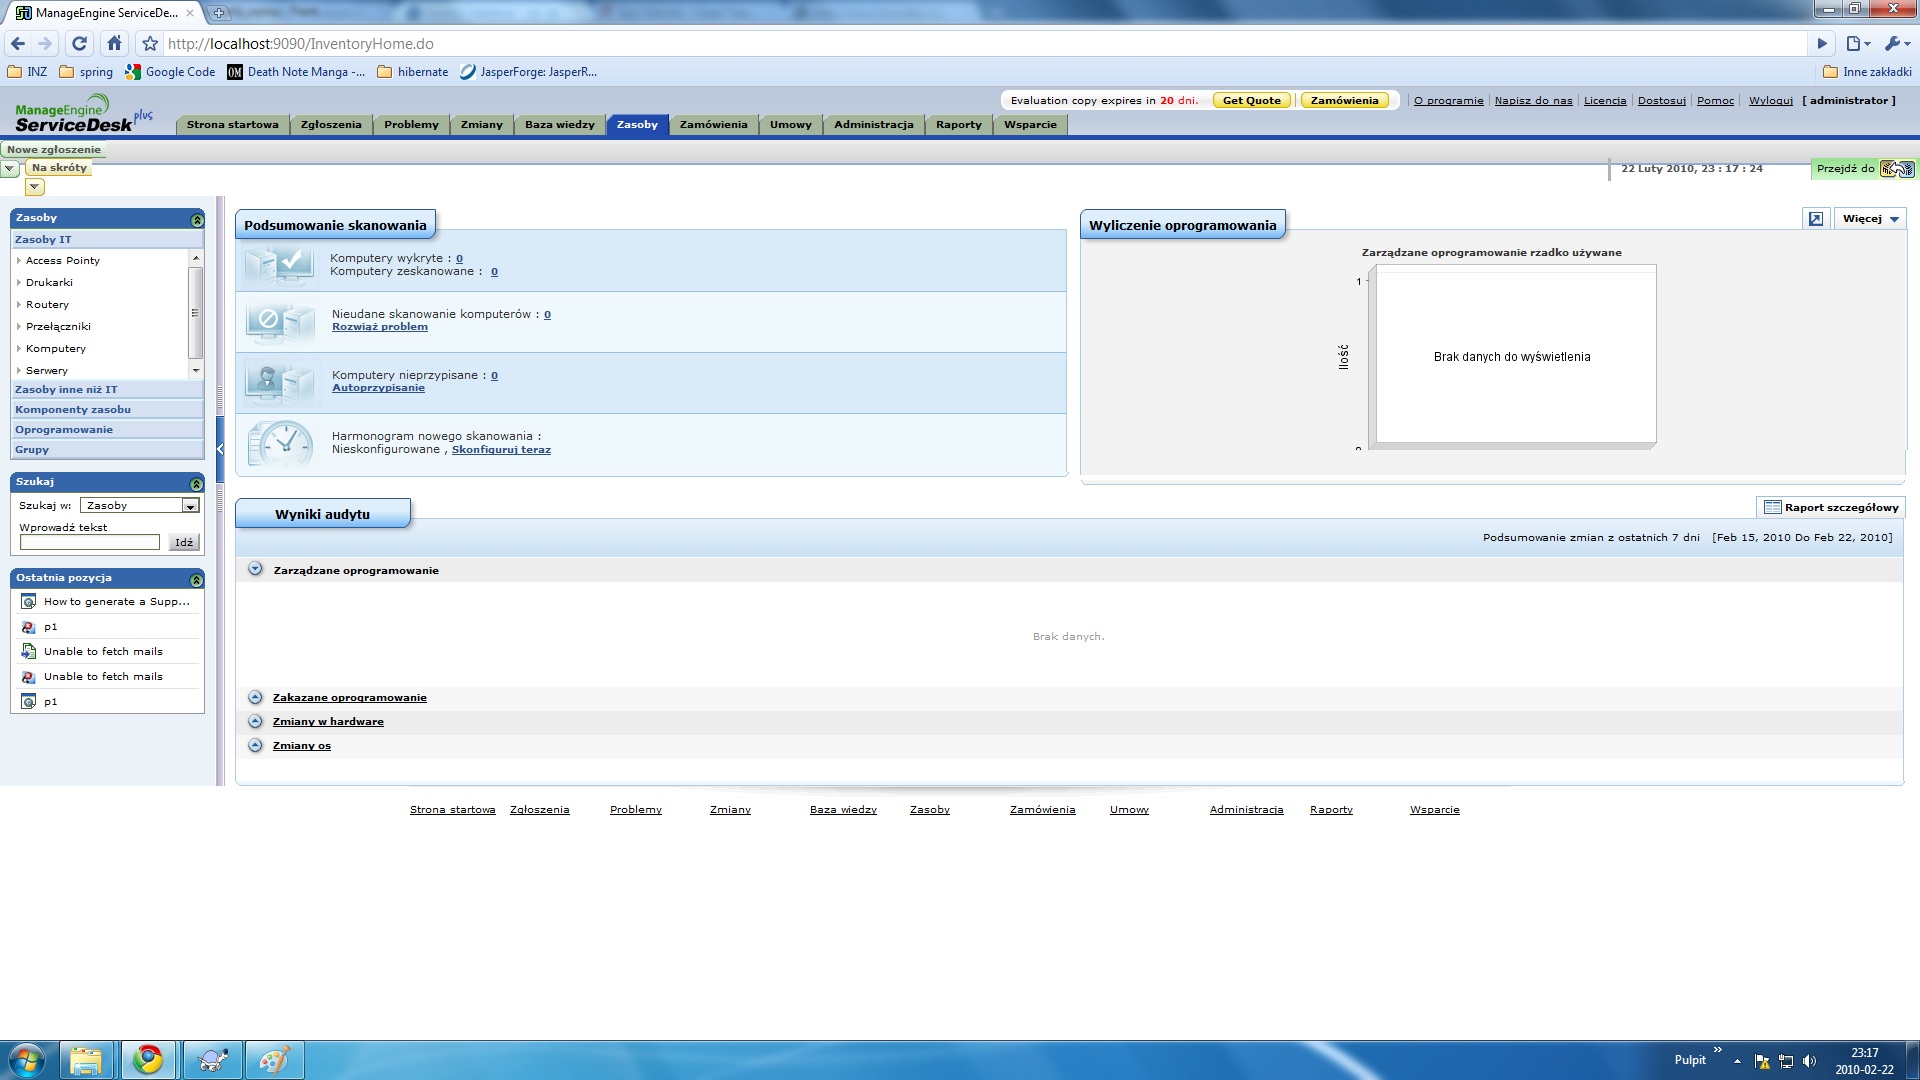 ManageEngine ServiceDe...
http://localhost:9090/InventoryHome.do
INZ spring Google Code Death Note Manga -... hibernate JasperForge: JasperR... Inne zakładki
ManageEngine
ServiceDesk plus
Evaluation copy expires in 20 dni. Get Quote Zamówienia O programie Napisz do nas Licencja Dostosuj Pomoc Wyloguj [ administrator ]
Strona startowa Zgłoszenia Problemy Zmiany Baza wiedzy Zasoby Zamówienia Umowy Administracja Raporty Wsparcie
Nowe zgłoszenie
Na skróty
22 Luty 2010, 23 : 17 : 24 Przejdź do
Zasoby
Zasoby IT
Access Pointy
Drukarki
Routery
Przełączniki
Komputery
Serwery
Zasoby inne niż IT
Komponenty zasobu
Oprogramowanie
Grupy
Szukaj
Szukaj w: Zasoby
Wprowadź tekst
Idź
Ostatnia pozycja
How to generate a Supp...
p1
Unable to fetch mails
Unable to fetch mails
p1
Podsumowanie skanowania
Komputery wykryte : 0
Komputery zeskanowane : 0
Nieudane skanowanie komputerów : 0
Rozwiąż problem
Komputery nieprzypisane : 0
Autoprzypisanie
Harmonogram nowego skanowania :
Nieskonfigurowane , Skonfiguruj teraz
Wyliczenie oprogramowania
Więcej
Zarządzane oprogramowanie rzadko używane
1
Ilość
Brak danych do wyświetlenia
Wyniki audytu
Raport szczegółowy
Podsumowanie zmian z ostatnich 7 dni [Feb 15, 2010 Do Feb 22, 2010]
Zarządzane oprogramowanie
Brak danych.
Zakazane oprogramowanie
Zmiany w hardware
Zmiany os
Strona startowa Zgłoszenia Problemy Zmiany Baza wiedzy Zasoby Zamówienia Umowy Administracja Raporty Wsparcie
Pulpit
23:17
2010-02-22